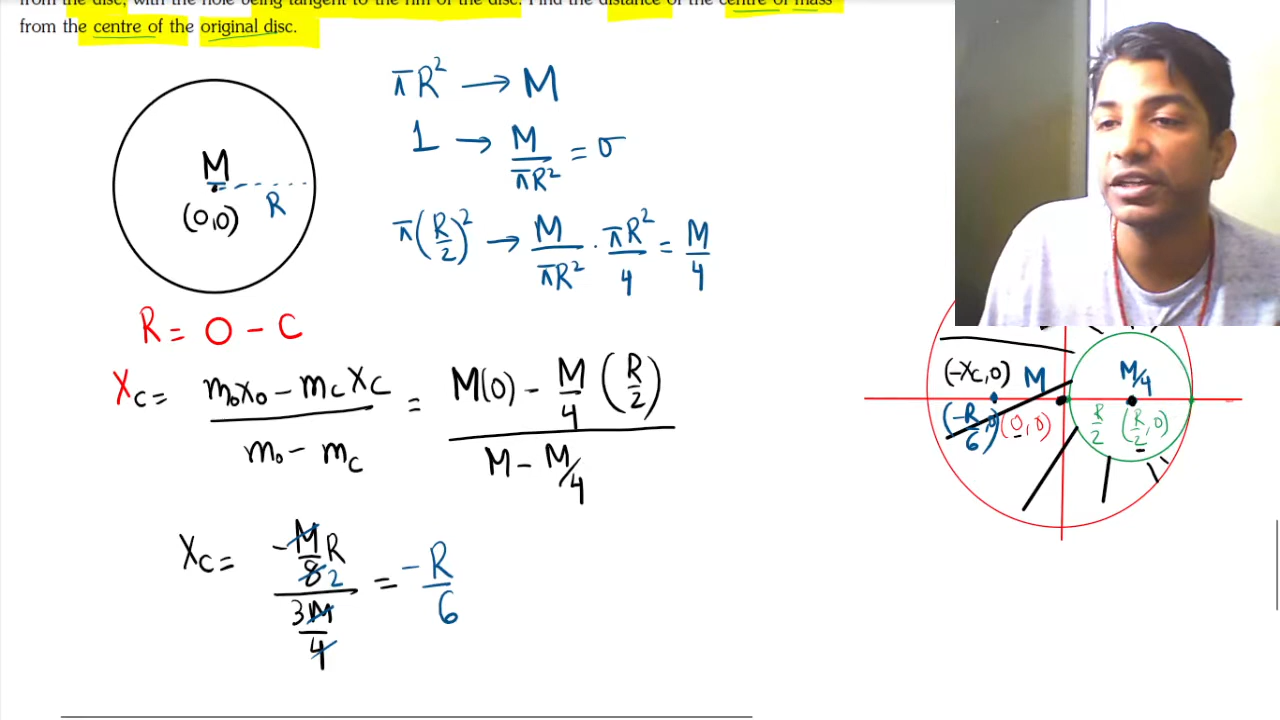 from the disc, with the hole being tangent to the rim of the disc. Find the distance of the centre of mass
from the centre of the original disc.
πR² → M
1 → M/πR² = σ
π(R/2)² → M/πR² · πR²/4 = M/4
M
R
(0,0)
R = O - C
Xc = (m₀x₀ - mcXc)/(m₀ - mc) = (M(0) - M/4 (R/2))/(M - M/4)
Xc = (-M/8 2 R)/(3M/4) = -R/6
(-Xc,0) M M/4
(-R/6,0) (0,0) R/2 (R/2,0)